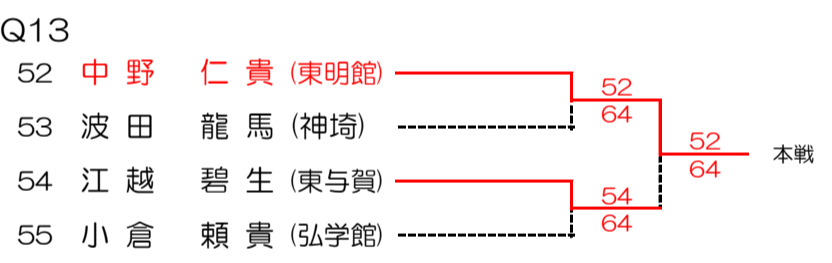 Q13
52 中野 仁貴 (東明館)
52
64
53 波田 龍馬 (神埼)
52
64
本戦
54 江越 碧生 (東与賀)
54
64
55 小倉 頼貴 (弘学館)